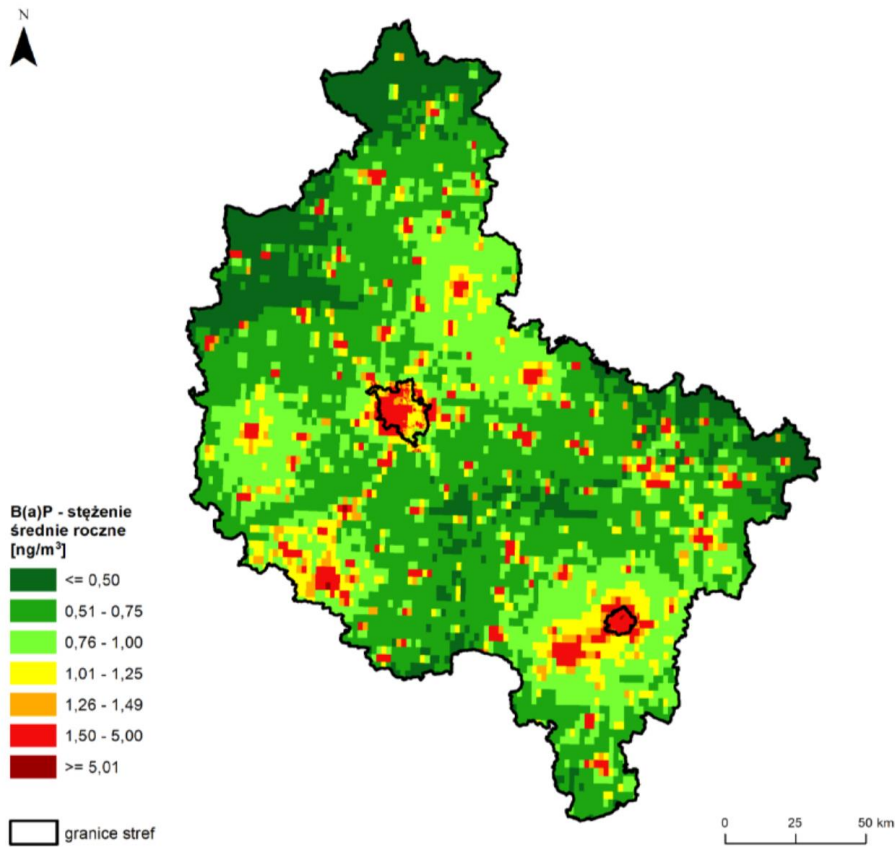 N
B(a)P - stężenie
średnie roczne
[ng/m³]
<= 0,50
0,51 - 0,75
0,76 - 1,00
1,01 - 1,25
1,26 - 1,49
1,50 - 5,00
>= 5,01
granice stref
0 25 50 km